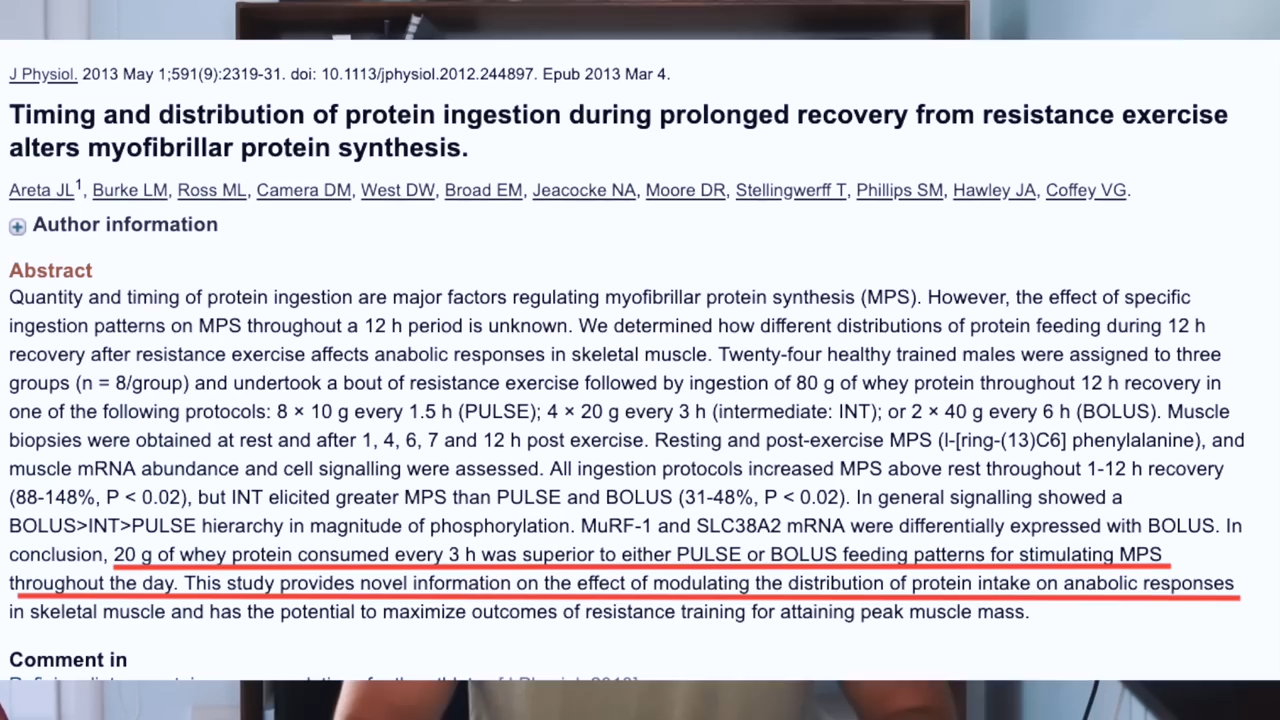 J Physiol. 2013 May 1;591(9):2319-31. doi: 10.1113/jphysiol.2012.244897. Epub 2013 Mar 4.
Timing and distribution of protein ingestion during prolonged recovery from resistance exercise
alters myofibrillar protein synthesis.
Areta JL1, Burke LM, Ross ML, Camera DM, West DW, Broad EM, Jeacocke NA, Moore DR, Stellingwerff T, Phillips SM, Hawley JA, Coffey VG.
Author information
Abstract
Quantity and timing of protein ingestion are major factors regulating myofibrillar protein synthesis (MPS). However, the effect of specific
ingestion patterns on MPS throughout a 12 h period is unknown. We determined how different distributions of protein feeding during 12 h
recovery after resistance exercise affects anabolic responses in skeletal muscle. Twenty-four healthy trained males were assigned to three
groups (n = 8/group) and undertook a bout of resistance exercise followed by ingestion of 80 g of whey protein throughout 12 h recovery in
one of the following protocols: 8 × 10 g every 1.5 h (PULSE); 4 × 20 g every 3 h (intermediate: INT); or 2 × 40 g every 6 h (BOLUS). Muscle
biopsies were obtained at rest and after 1, 4, 6, 7 and 12 h post exercise. Resting and post-exercise MPS (l-[ring-(13)C6] phenylalanine), and
muscle mRNA abundance and cell signalling were assessed. All ingestion protocols increased MPS above rest throughout 1-12 h recovery
(88-148%, P < 0.02), but INT elicited greater MPS than PULSE and BOLUS (31-48%, P < 0.02). In general signalling showed a
BOLUS>INT>PULSE hierarchy in magnitude of phosphorylation. MuRF-1 and SLC38A2 mRNA were differentially expressed with BOLUS. In
conclusion, 20 g of whey protein consumed every 3 h was superior to either PULSE or BOLUS feeding patterns for stimulating MPS
throughout the day. This study provides novel information on the effect of modulating the distribution of protein intake on anabolic responses
in skeletal muscle and has the potential to maximize outcomes of resistance training for attaining peak muscle mass.
Comment in